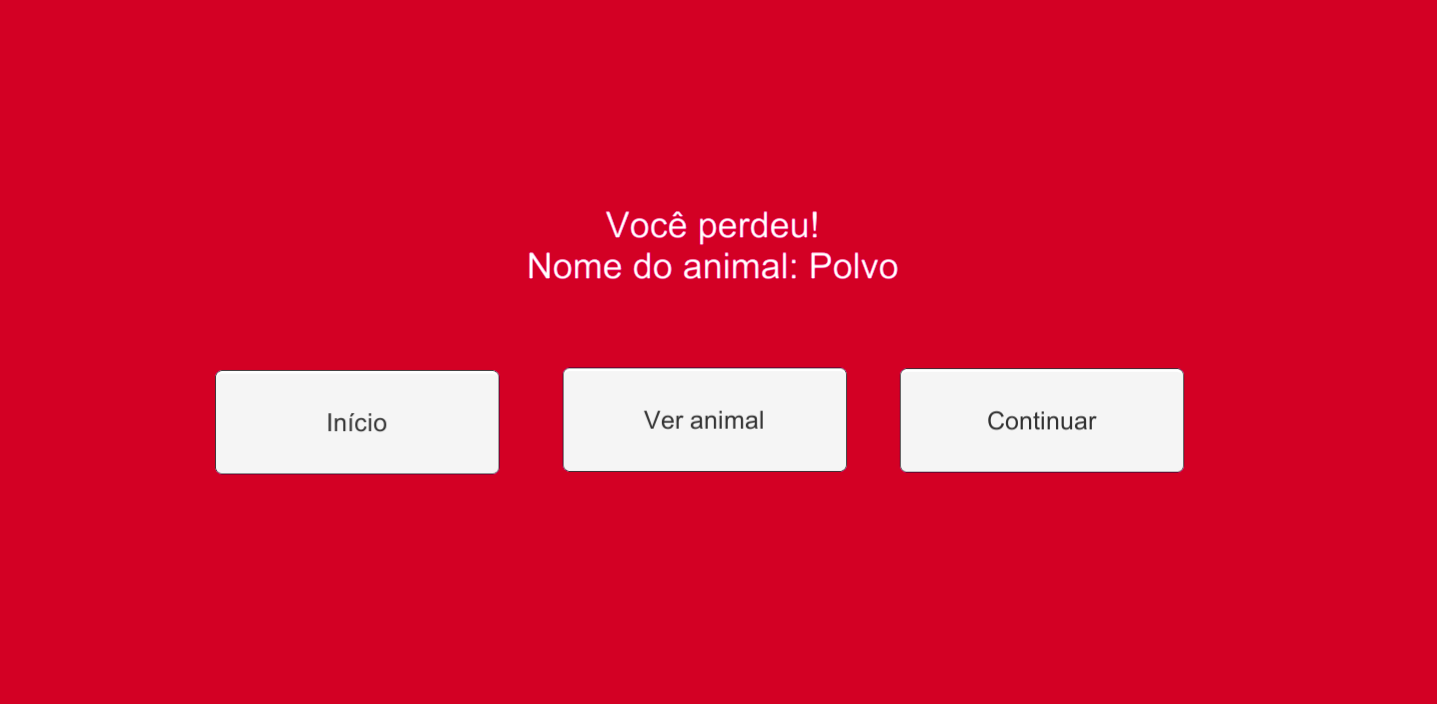 Você perdeu!
Nome do animal: Polvo
Início
Ver animal
Continuar